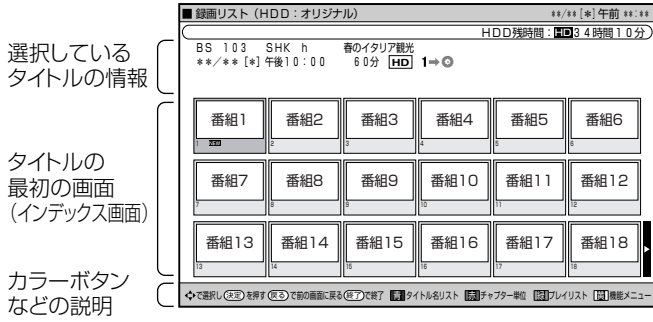 ■ 録画リスト（HDD：オリジナル） **/** [*] 午前 **:**
HDD残時間：HD34時間10分
選択している
タイトルの情報
BS 103 SHK h 春のイタリア観光
**/** [*] 午後10：00 60分 HD 1➡◎
タイトルの
最初の画面
（インデックス画面）
番組1 番組2 番組3 番組4 番組5 番組6
1 NEW 2 3 4 5 6
番組7 番組8 番組9 番組10 番組11 番組12
7 8 9 10 11 12
番組13 番組14 番組15 番組16 番組17 番組18
13 14 15 16 17 18
カラーボタン
などの説明
で選択し 決定 を押す 戻る で前の画面に戻る 終了 で終了 青 タイトル名リスト 赤 チャプター単位 緑 プレイリスト 黄 機能メニュー